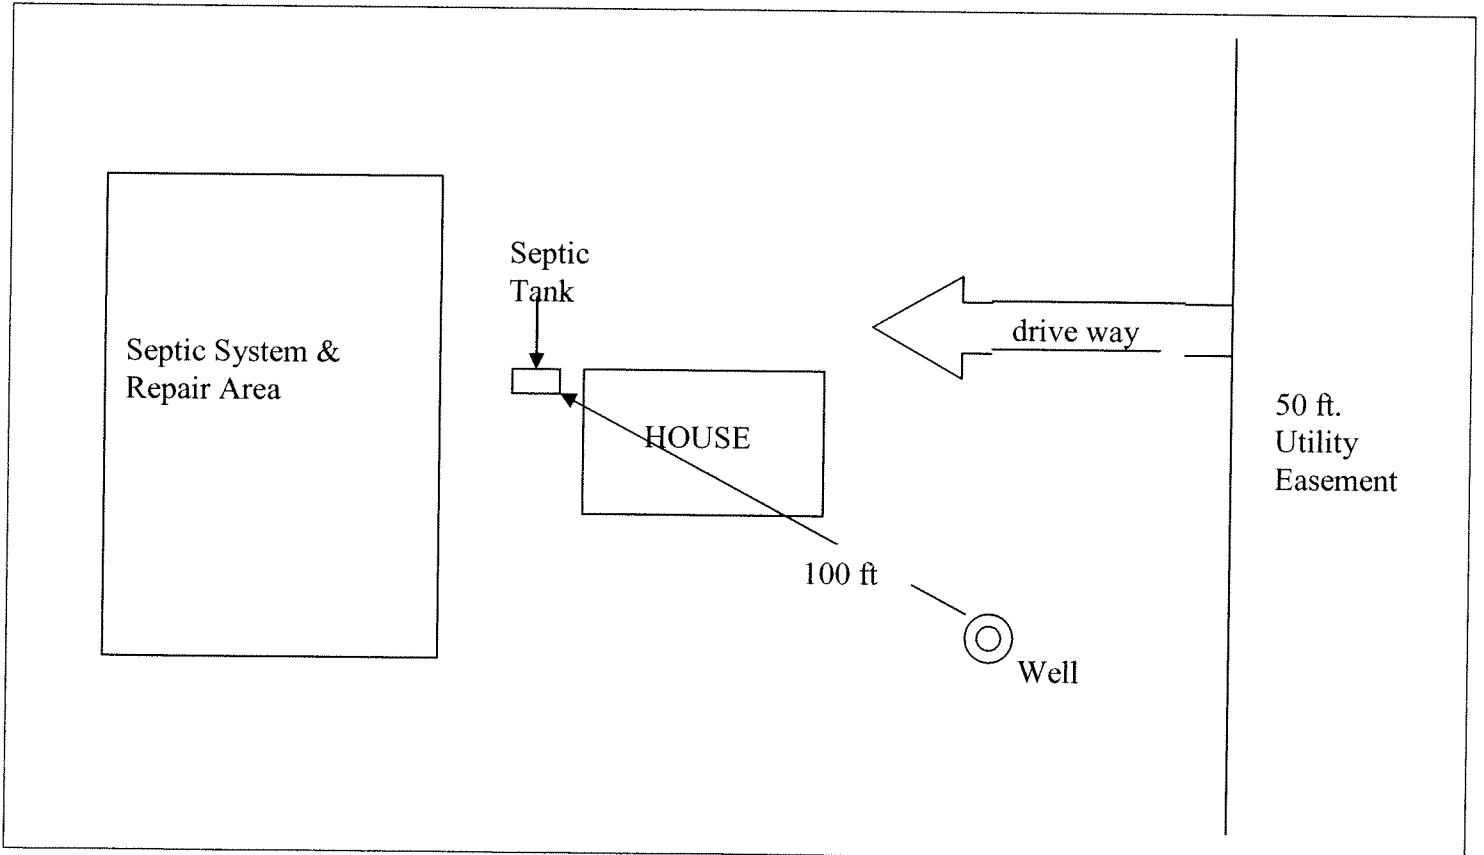 Septic
Tank
Septic System &
Repair Area
HOUSE
drive way
50 ft.
Utility
Easement
100 ft
Well